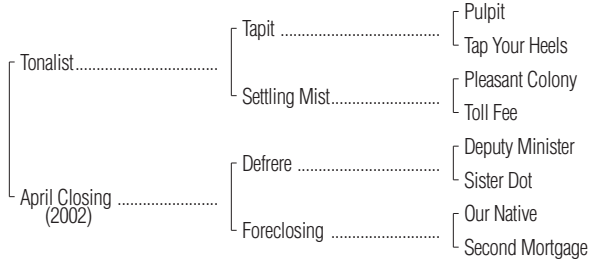 Pulpit
Tapit ..............................
Tap Your Heels
Tonalist.................................
Pleasant Colony
Settling Mist.........................
Toll Fee
Deputy Minister
Defrere .................................
Sister Dot
April Closing .......................
(2002)
Our Native
Foreclosing .........................
Second Mortgage